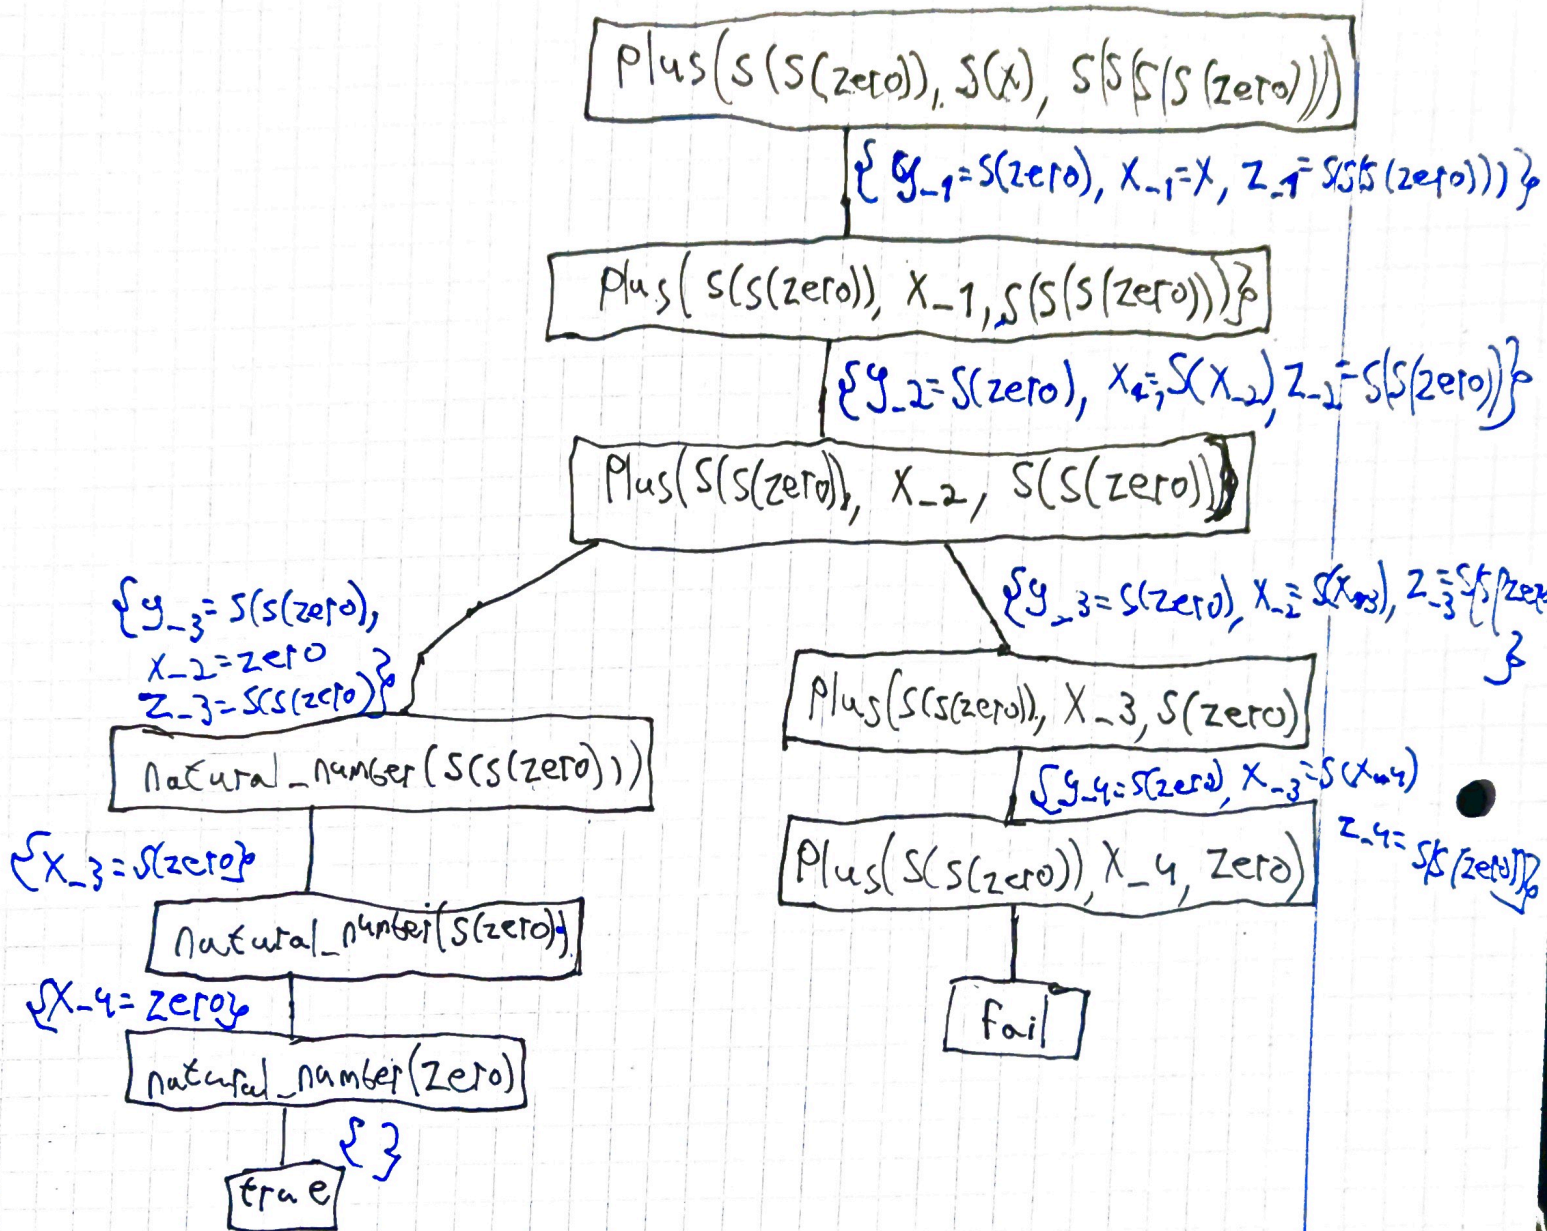 Plus(S(S(zero)), S(x), S(S(S(S(zero))))
{y_1=S(zero), x_1=x, z_1=S(S(S(zero)))}
Plus(S(S(zero)), X_1, S(S(S(zero)))}
{y_2=S(zero), x_1=S(x_2), z_2=S(S(zero))}
Plus(S(S(zero)), X_2, S(S(zero)))
{y_3=S(S(zero),
x_2=zero
z_3=S(S(zero)}
{y_3=S(zero), x_2=S(x_3), z_3=S(S(zero
}
natural_number(S(S(zero)))
Plus(S(S(zero)), X_3, S(zero)
{x_3=S(zero}
{y_4=S(zero), x_3=S(x_4)
z_4=S(S(zero))}
natural_number(S(zero))
Plus(S(S(zero)), X_4, zero)
{x_4=zero}
natural_number(zero)
fail
{ }
true